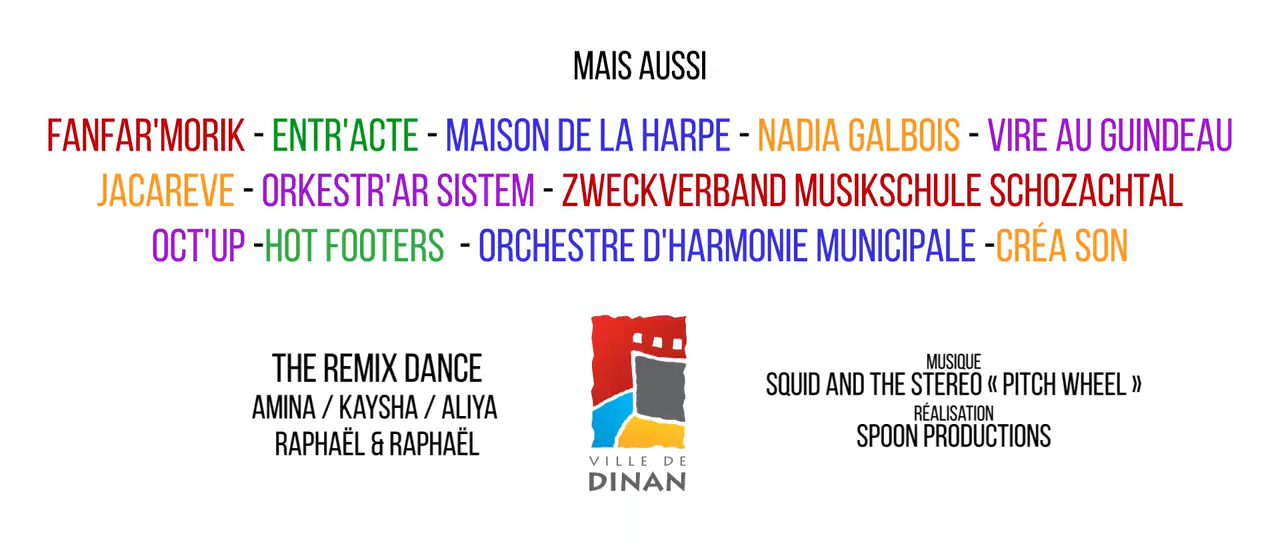 MAIS AUSSI
FANFAR'MORIK - ENTR'ACTE - MAISON DE LA HARPE - NADIA GALBOIS - VIRE AU GUINDEAU
JACAREVE - ORKESTR'AR SISTEM - ZWECKVERBAND MUSIKSCHULE SCHOZACHTAL
OCT'UP -HOT FOOTERS - ORCHESTRE D'HARMONIE MUNICIPALE -CRÉA SON
THE REMIX DANCE
AMINA / KAYSHA / ALIYA
RAPHAËL & RAPHAËL
VILLE DE
DINAN
MUSIQUE
SQUID AND THE STEREO « PITCH WHEEL »
RÉALISATION
SPOON PRODUCTIONS